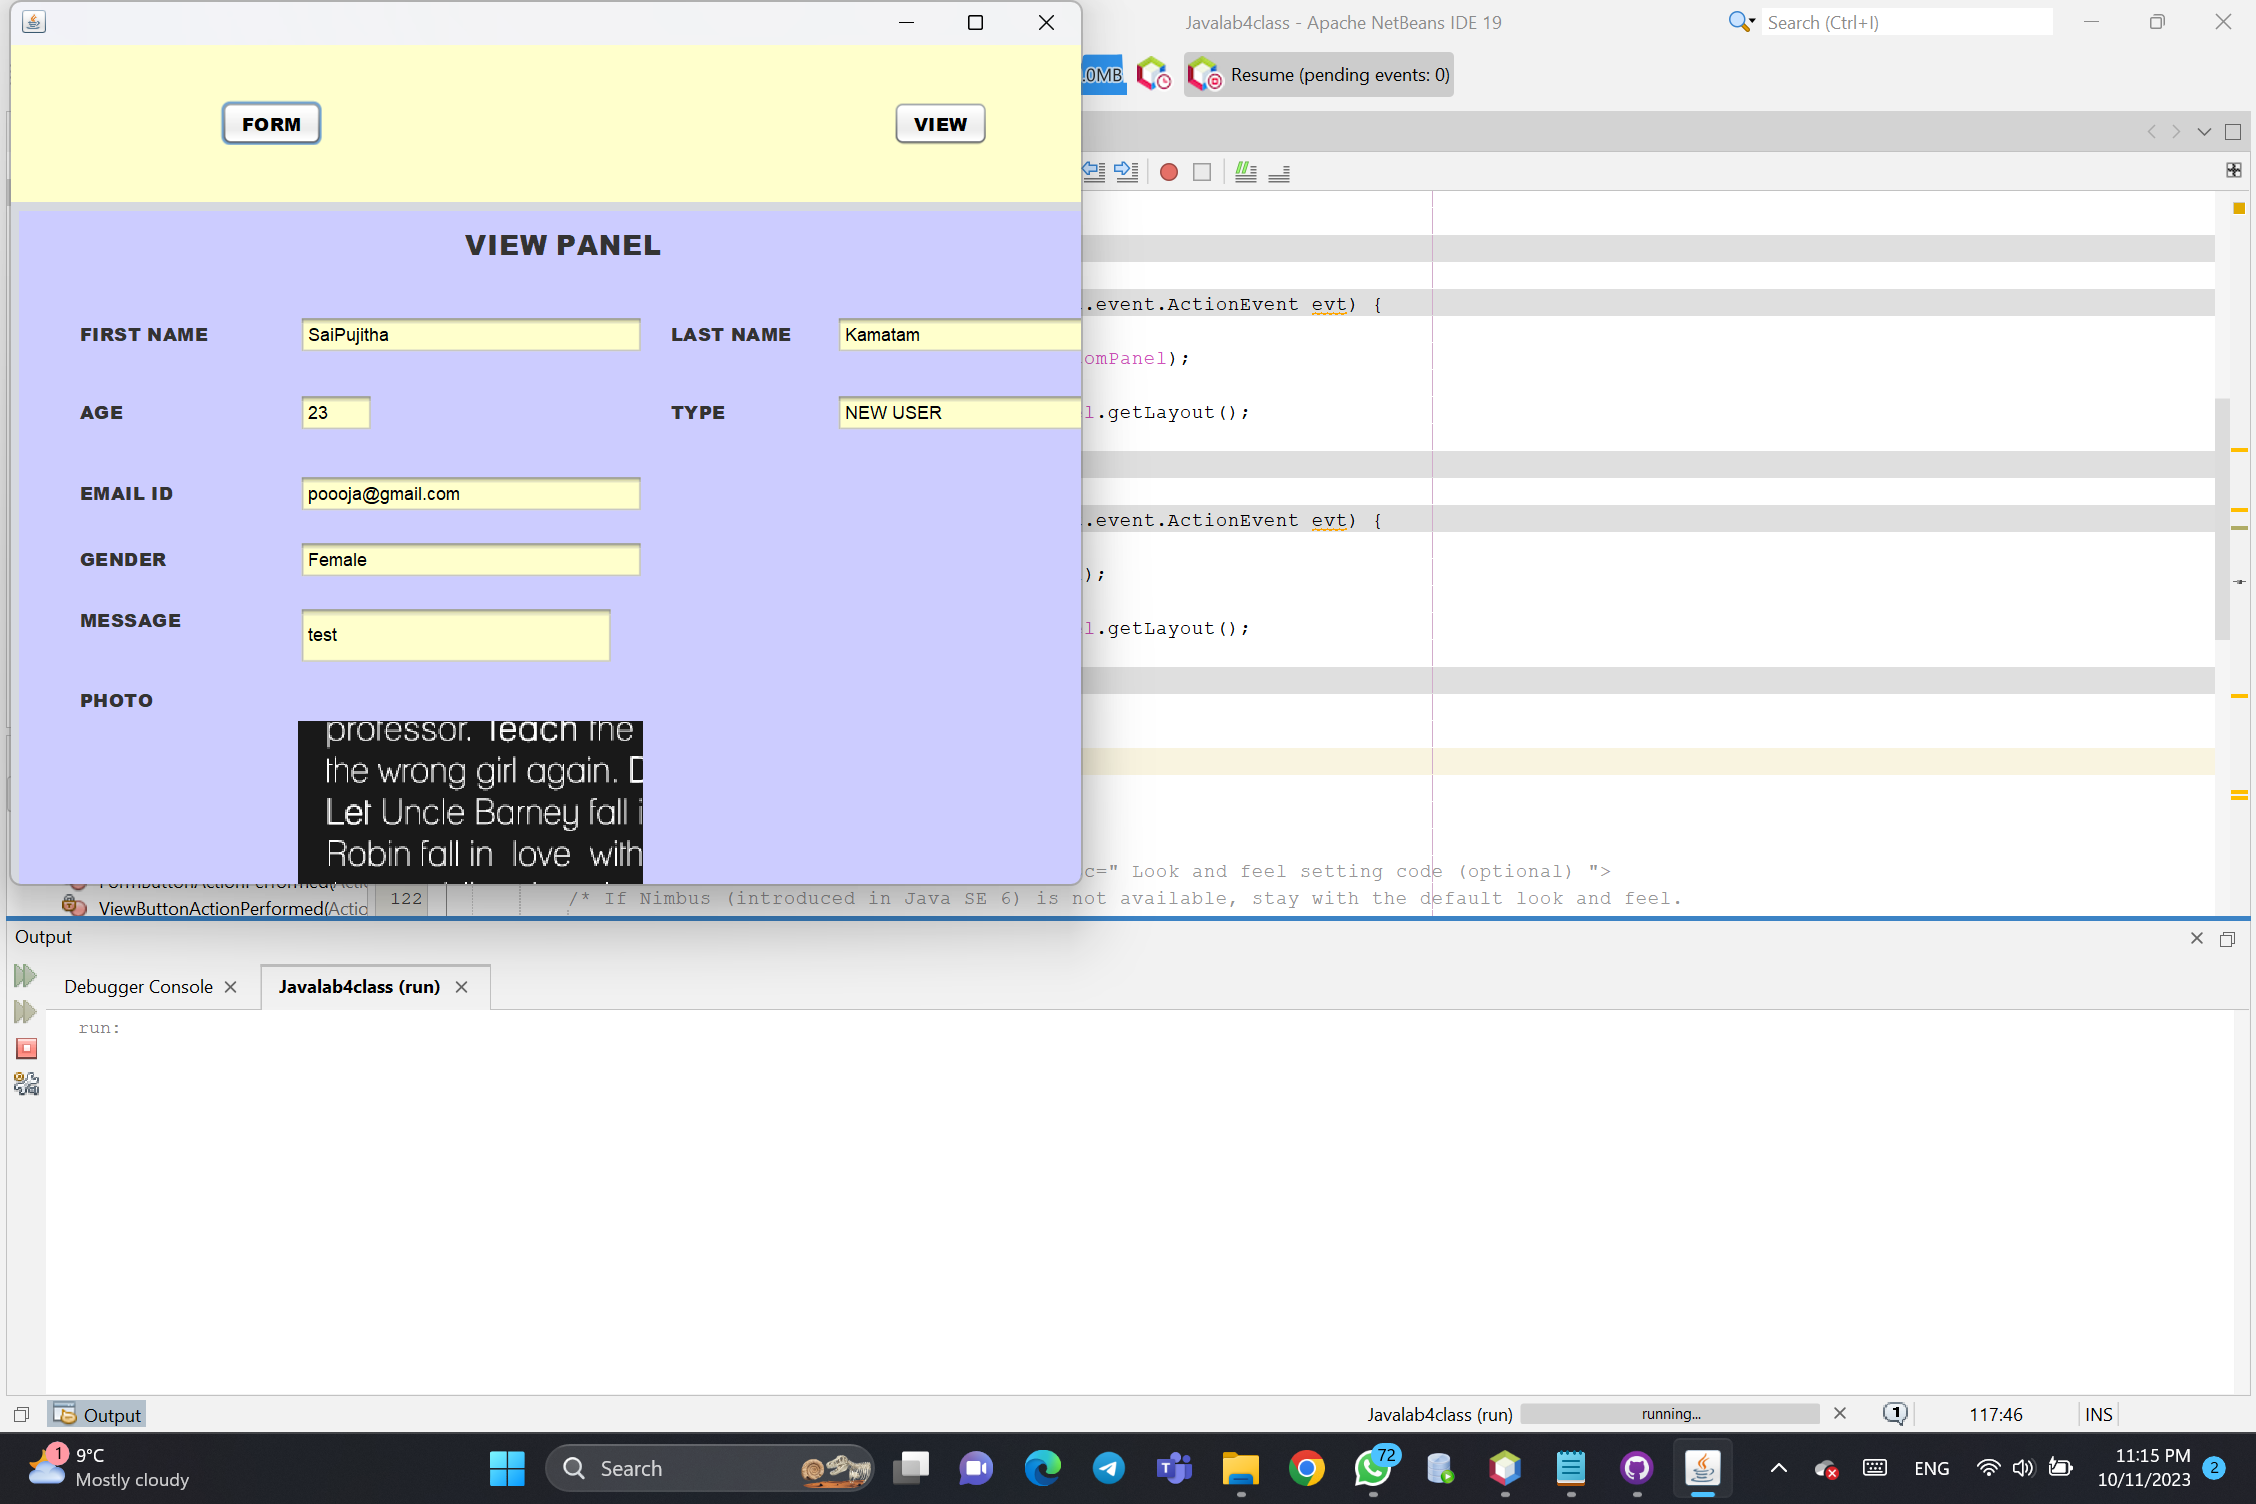 Javalab4class - Apache NetBeans IDE 19
Search (Ctrl+I)
.0MB
Resume (pending events: 0)
FORM
VIEW
VIEW PANEL
FIRST NAME
SaiPujitha
LAST NAME
Kamatam
AGE
23
TYPE
NEW USER
EMAIL ID
poooja@gmail.com
GENDER
Female
MESSAGE
test
PHOTO
professor. Teach the
the wrong girl again. D
Let Uncle Barney fall i
Robin fall in love with
.event.ActionEvent evt) {
omPanel);
l.getLayout();
.event.ActionEvent evt) {
);
l.getLayout();
c=" Look and feel setting code (optional) ">
ViewButtonActionPerformed(Actio
122
/* If Nimbus (introduced in Java SE 6) is not available, stay with the default look and feel.
Output
Debugger Console
Javalab4class (run)
run:
Output
Javalab4class (run)
running...
1
117:46
INS
1
9°C
Mostly cloudy
Search
72
ENG
11:15 PM
10/11/2023
2